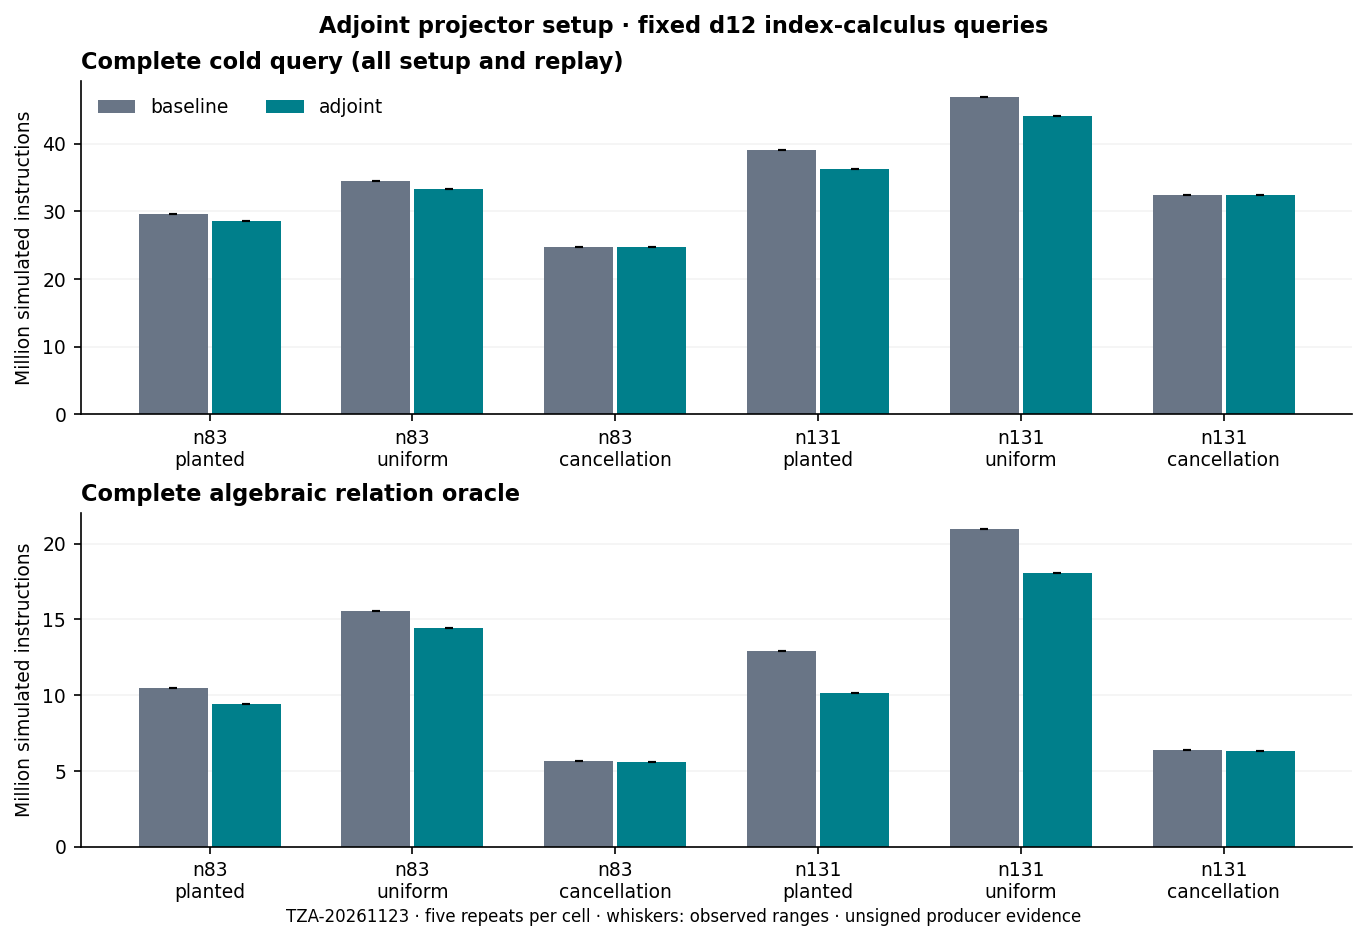 Adjoint projector setup · fixed d12 index-calculus queries
Complete cold query (all setup and replay)
baseline
adjoint
Million simulated instructions
40
30
20
10
0
n83
planted
n83
uniform
n83
cancellation
n131
planted
n131
uniform
n131
cancellation
Complete algebraic relation oracle
Million simulated instructions
20
15
10
5
0
n83
planted
n83
uniform
n83
cancellation
n131
planted
n131
uniform
n131
cancellation
TZA-20261123 · five repeats per cell · whiskers: observed ranges · unsigned producer evidence